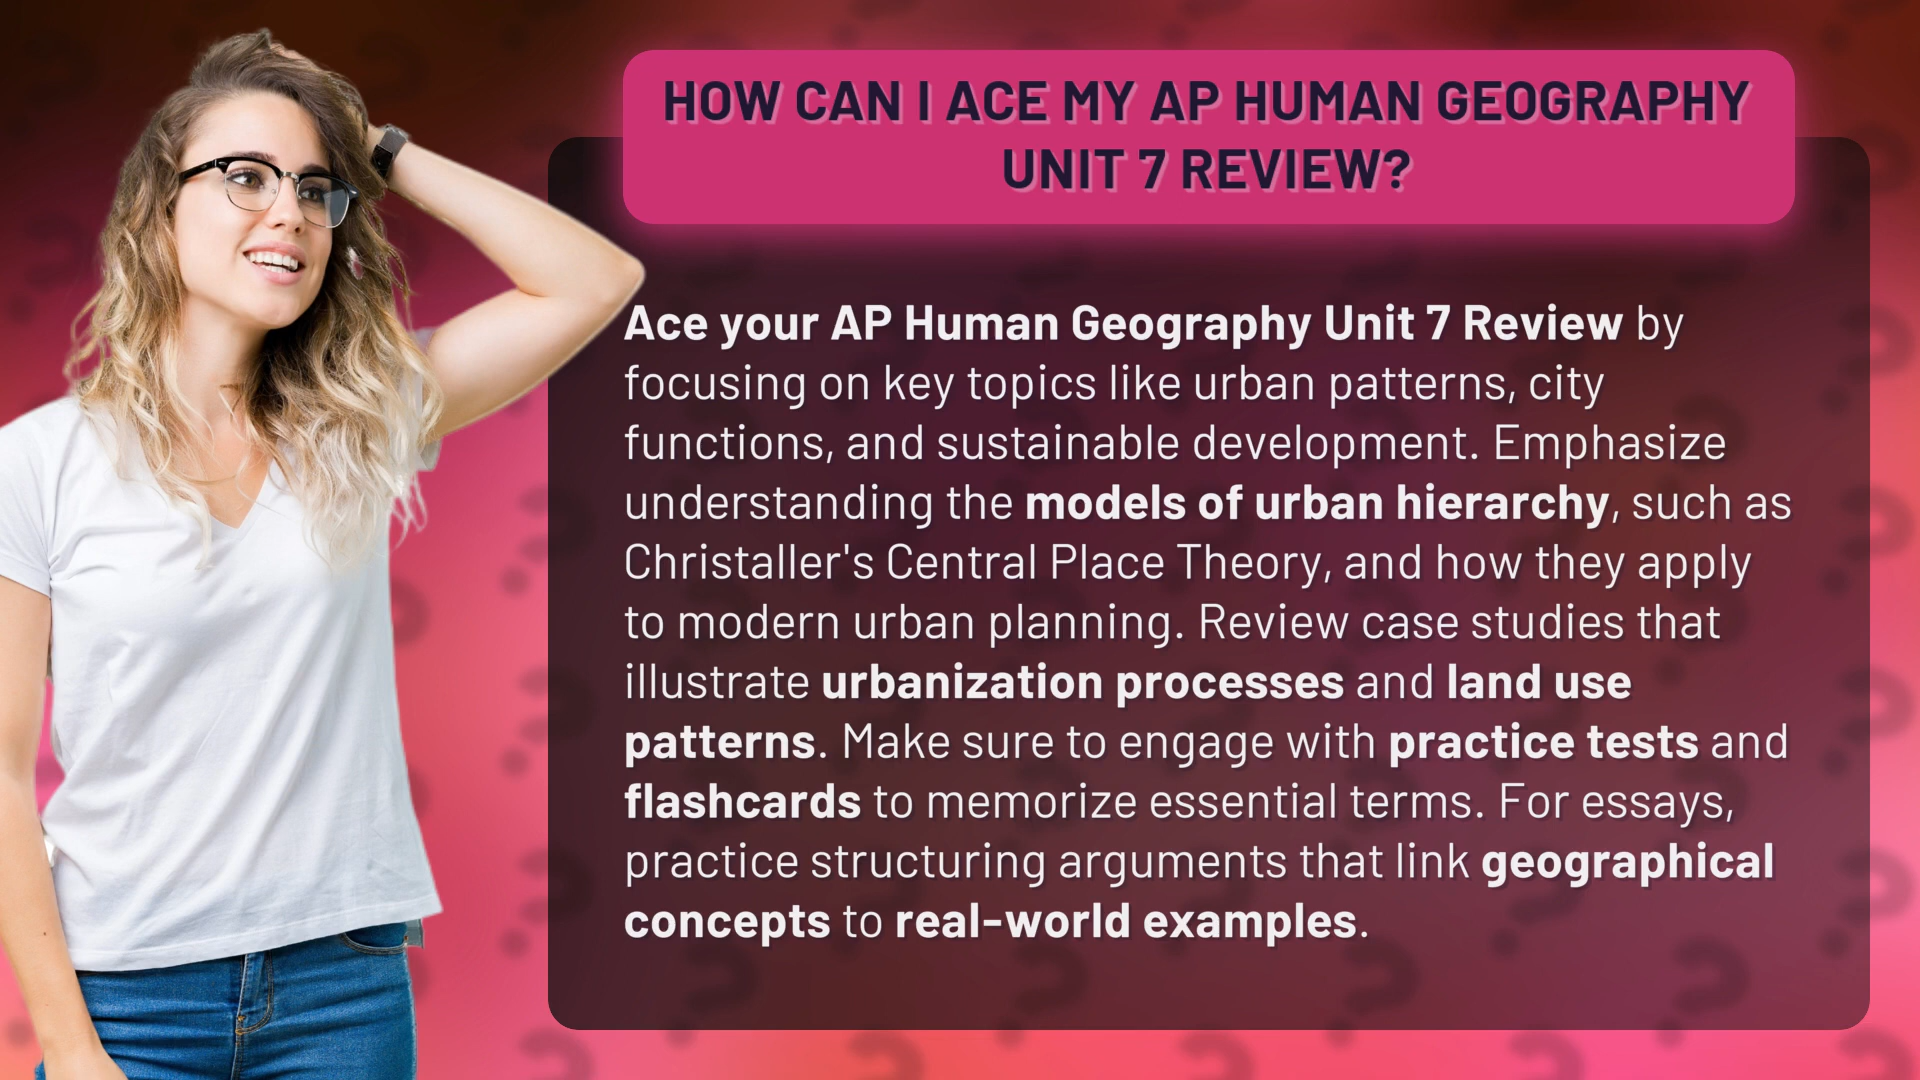 HOW CAN I ACE MY AP HUMAN GEOGRAPHY
UNIT 7 REVIEW?
Ace your AP Human Geography Unit 7 Review by
focusing on key topics like urban patterns, city
functions, and sustainable development. Emphasize
understanding the models of urban hierarchy, such as
Christaller's Central Place Theory, and how they apply
to modern urban planning. Review case studies that
illustrate urbanization processes and land use
patterns. Make sure to engage with practice tests and
flashcards to memorize essential terms. For essays,
practice structuring arguments that link geographical
concepts to real-world examples.